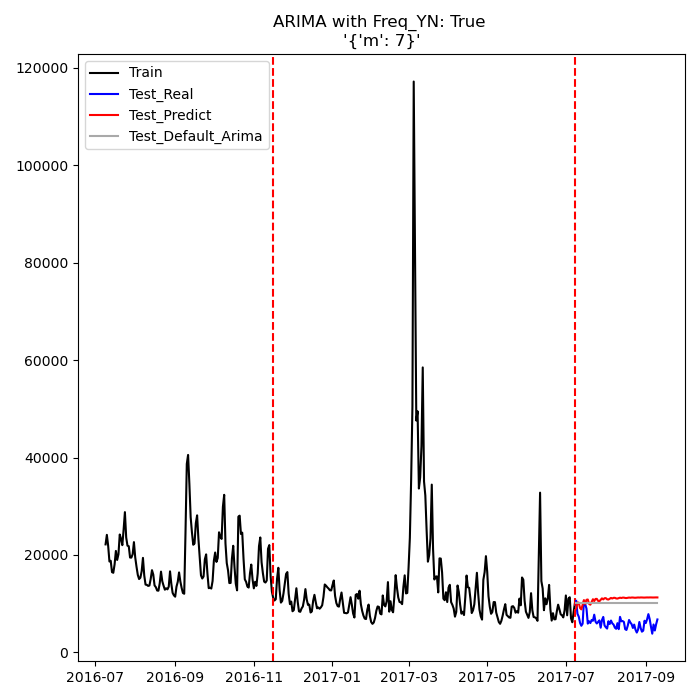 ARIMA with Freq_YN: True
'{'m': 7}'
Train
Test_Real
Test_Predict
Test_Default_Arima
120000
100000
80000
60000
40000
20000
0
2016-07 2016-09 2016-11 2017-01 2017-03 2017-05 2017-07 2017-09